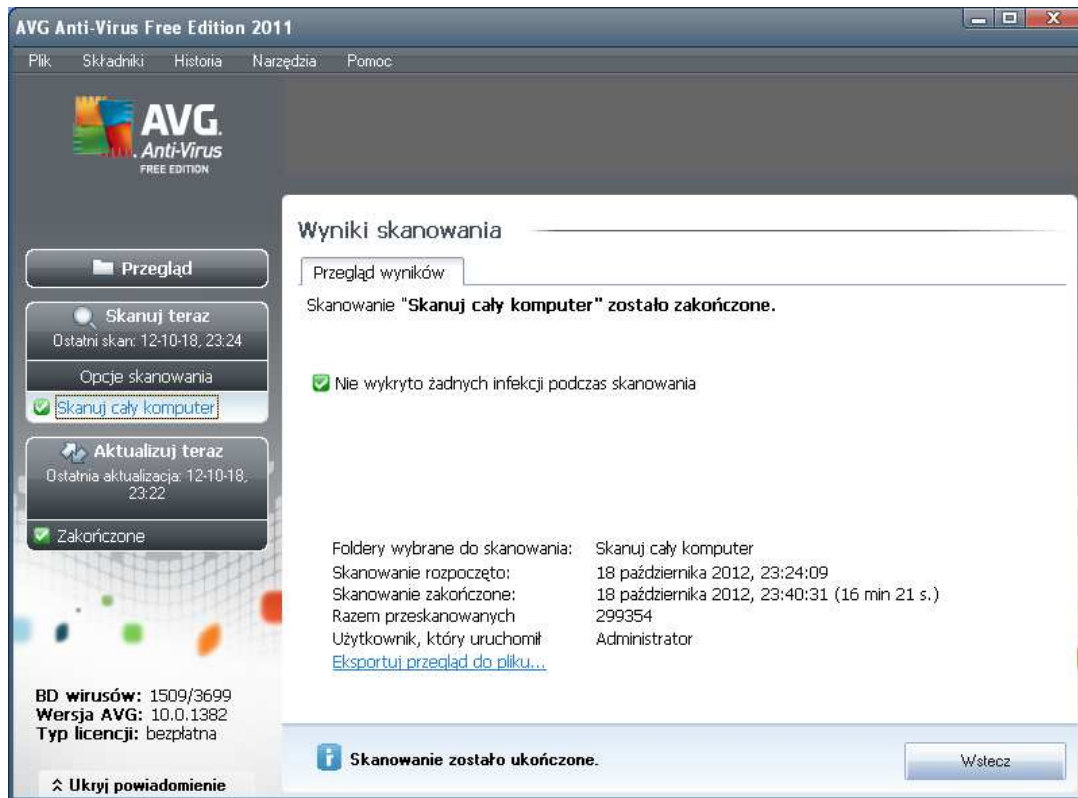 AVG Anti-Virus Free Edition 2011
Plik Składniki Historia Narzędzia Pomoc
AVG.
Anti-Virus
FREE EDITION
Przegląd
Skanuj teraz
Ostatni skan: 12-10-18, 23:24
Opcje skanowania
Skanuj cały komputer
Aktualizuj teraz
Ostatnia aktualizacja: 12-10-18,
23:22
Zakończone
BD wirusów: 1509/3699
Wersja AVG: 10.0.1382
Typ licencji: bezpłatna
Ukryj powiadomienie
Wyniki skanowania
Przegląd wyników
Skanowanie "Skanuj cały komputer" zostało zakończone.
Nie wykryto żadnych infekcji podczas skanowania
Foldery wybrane do skanowania: Skanuj cały komputer
Skanowanie rozpoczęto: 18 października 2012, 23:24:09
Skanowanie zakończone: 18 października 2012, 23:40:31 (16 min 21 s.)
Razem przeskanowanych 299354
Użytkownik, który uruchomił Administrator
Eksportuj przegląd do pliku...
Skanowanie zostało ukończone.
Wstecz